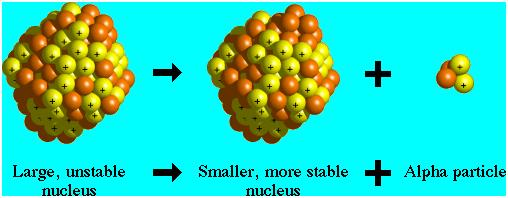 Large, unstable nucleus → Smaller, more stable nucleus + Alpha particle